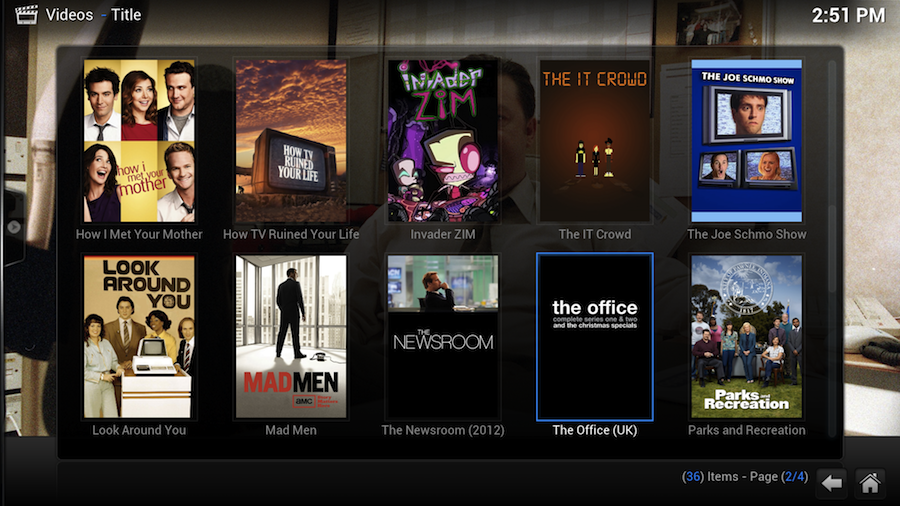 Videos - Title
2:51 PM
how i
met your
mother
HOW TV
RUINED
YOUR LIFE
invader
ZIM
THE IT CROWD
THE JOE SCHMO SHOW
How I Met Your Mother
How TV Ruined Your Life
Invader ZIM
The IT Crowd
The Joe Schmo Show
LOOK
AROUND
YOU
MADMEN
amc
THE
NEWSROOM
the office
complete series one & two
and the christmas specials
Parks and
Recreation
Look Around You
Mad Men
The Newsroom (2012)
The Office (UK)
Parks and Recreation
(36) Items - Page (2/4)